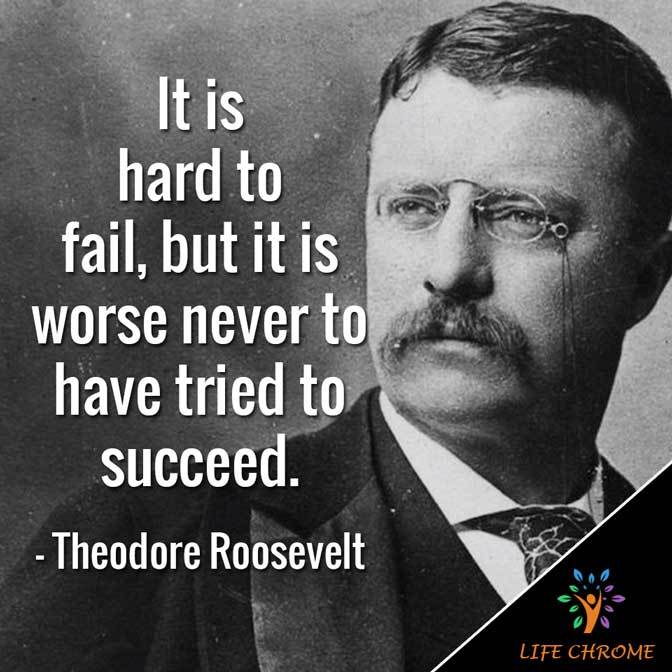 It is
hard to
fail, but it is
worse never to
have tried to
succeed.
- Theodore Roosevelt
LIFE CHROME